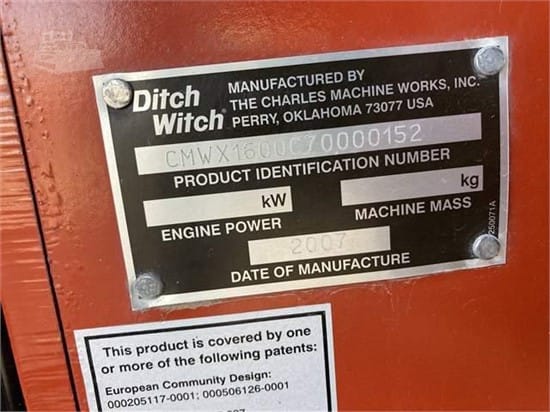 Ditch
Witch®
MANUFACTURED BY
THE CHARLES MACHINE WORKS, INC.
PERRY, OKLAHOMA 73077 USA
CMWX1600C70000152
PRODUCT IDENTIFICATION NUMBER
kW
kg
ENGINE POWER
MACHINE MASS
2007
DATE OF MANUFACTURE
250071A
This product is covered by one
or more of the following patents:
European Community Design:
000205117-0001; 000506126-0001